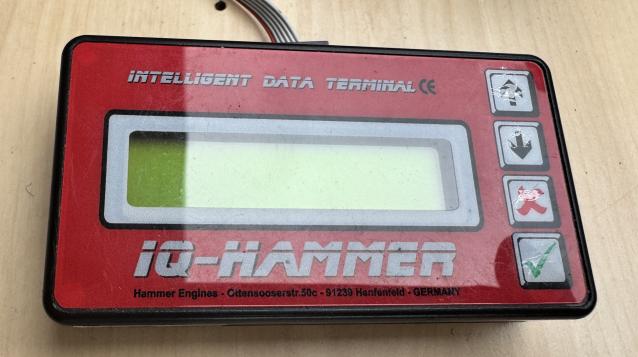 INTELLIGENT DATA TERMINAL CE
IQ-HAMMER
Hammer Engines - Ottensooserstr.50c - 91239 Henfenfeld - GERMANY